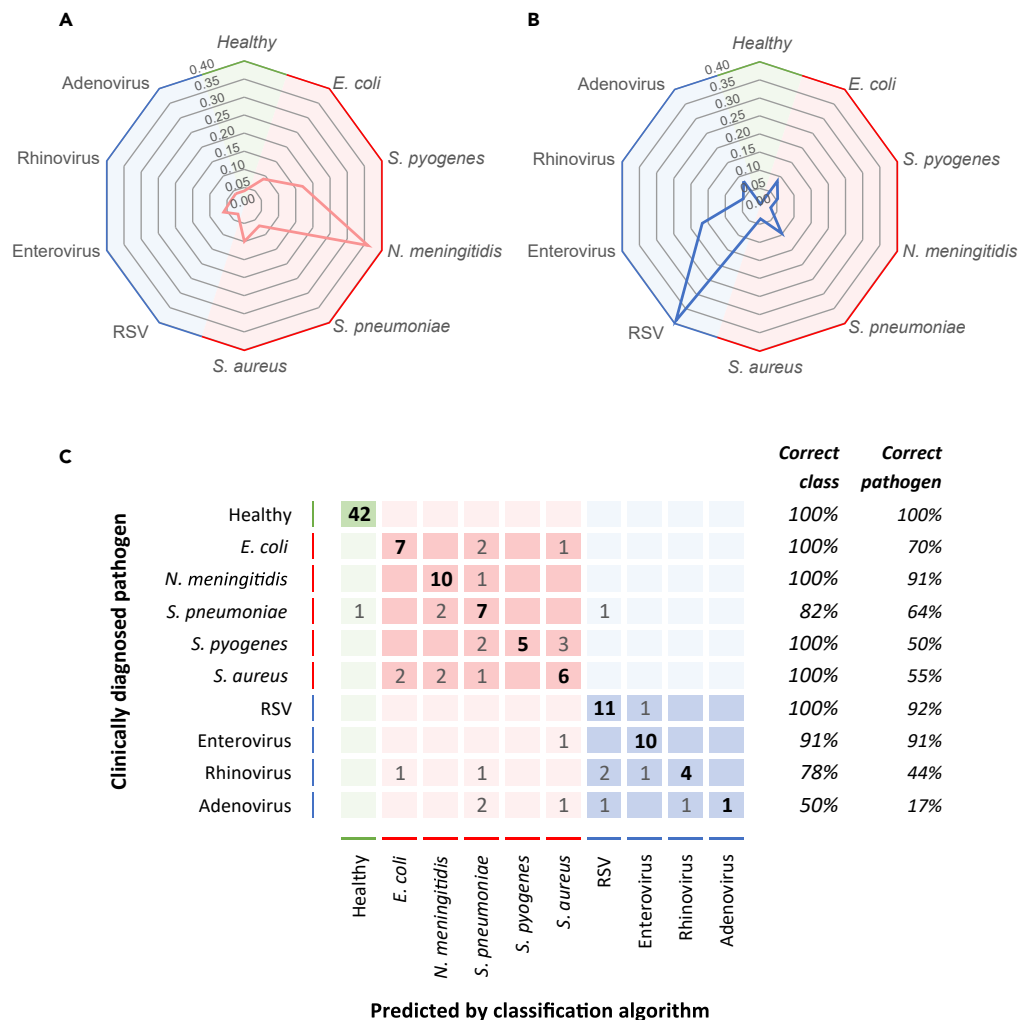 A
Healthy
E. coli
S. pyogenes
N. meningitidis
S. pneumoniae
S. aureus
RSV
Enterovirus
Rhinovirus
Adenovirus
0.40
0.35
0.30
0.25
0.20
0.15
0.10
0.05
0.00
B
Healthy
E. coli
S. pyogenes
N. meningitidis
S. pneumoniae
S. aureus
RSV
Enterovirus
Rhinovirus
Adenovirus
0.40
0.35
0.30
0.25
0.20
0.15
0.10
0.05
0.00
C
Correct class
Correct pathogen
Clinically diagnosed pathogen
Healthy 42 100% 100%
E. coli 7 2 1 100% 70%
N. meningitidis 10 1 100% 91%
S. pneumoniae 1 2 7 1 82% 64%
S. pyogenes 2 5 3 100% 50%
S. aureus 2 2 1 6 100% 55%
RSV 11 1 100% 92%
Enterovirus 1 10 91% 91%
Rhinovirus 1 1 2 1 4 78% 44%
Adenovirus 2 1 1 1 1 50% 17%
Healthy
E. coli
N. meningitidis
S. pneumoniae
S. pyogenes
S. aureus
RSV
Enterovirus
Rhinovirus
Adenovirus
Predicted by classification algorithm